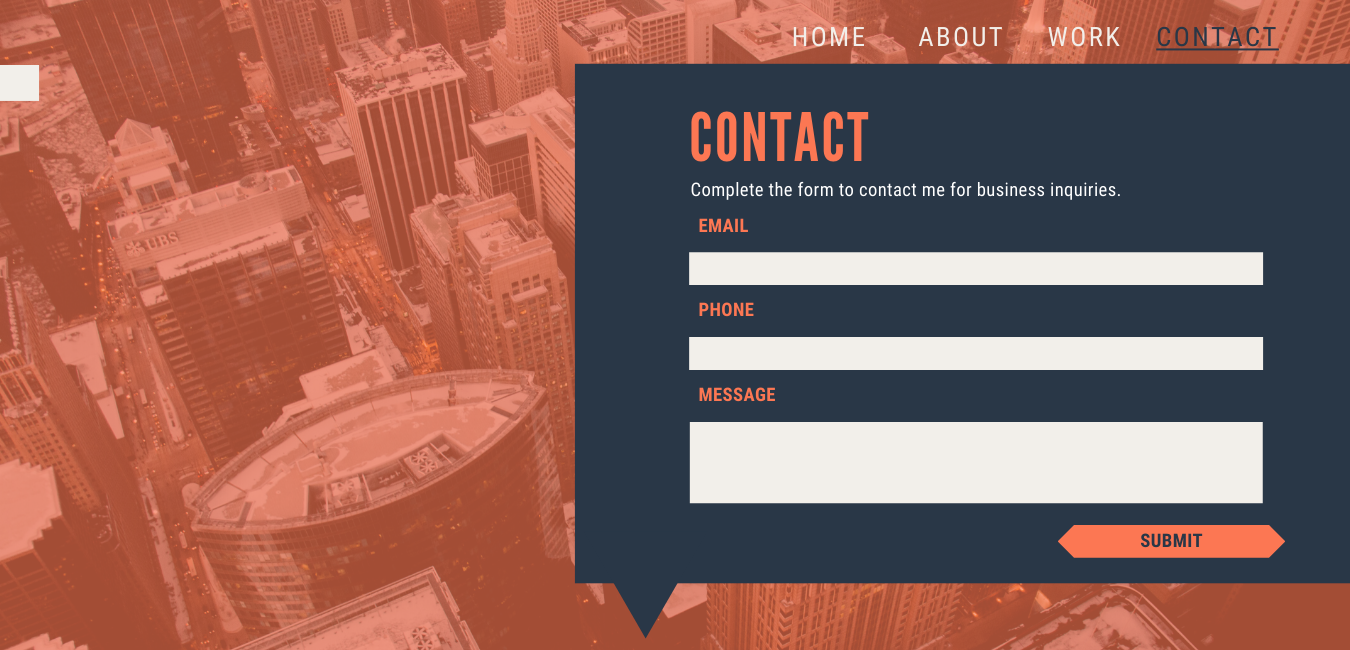 HOME ABOUT WORK CONTACT
CONTACT
Complete the form to contact me for business inquiries.
EMAIL
PHONE
MESSAGE
SUBMIT
UBS